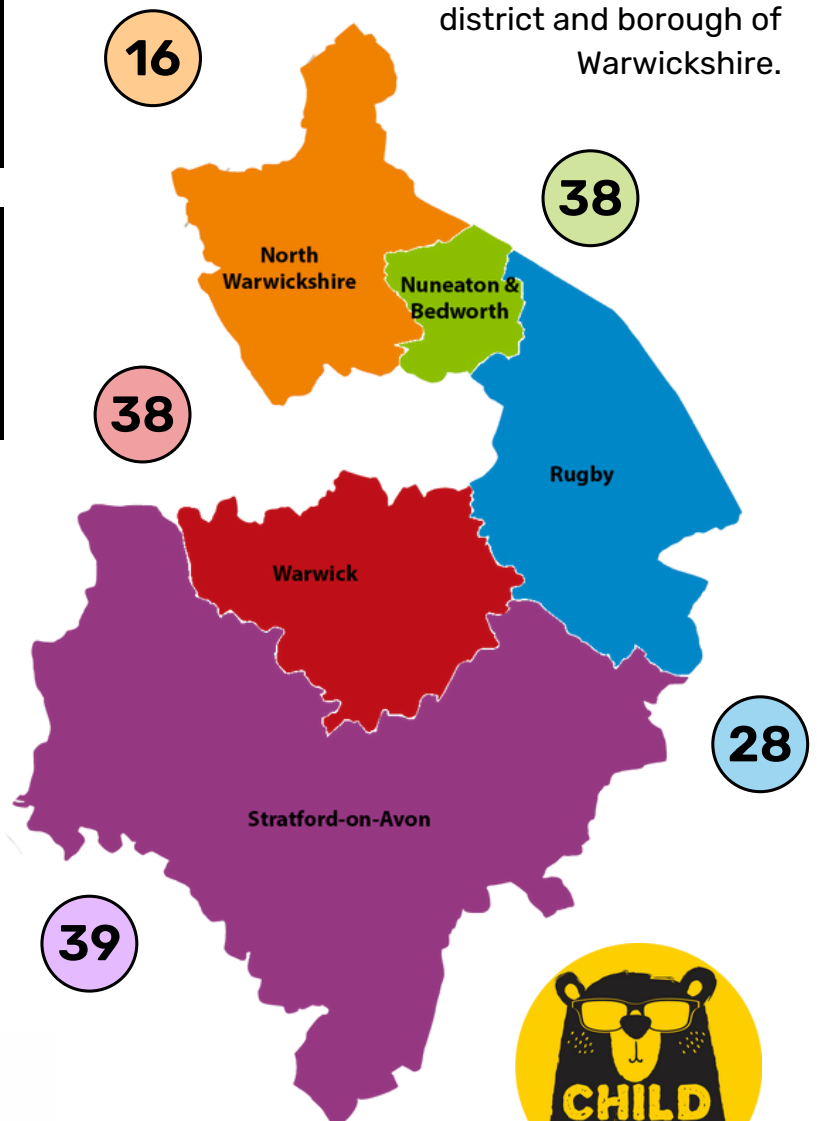 district and borough of
Warwickshire.
16
38
North
Warwickshire
Nuneaton &
Bedworth
38
Rugby
Warwick
28
Stratford-on-Avon
39
CHILD